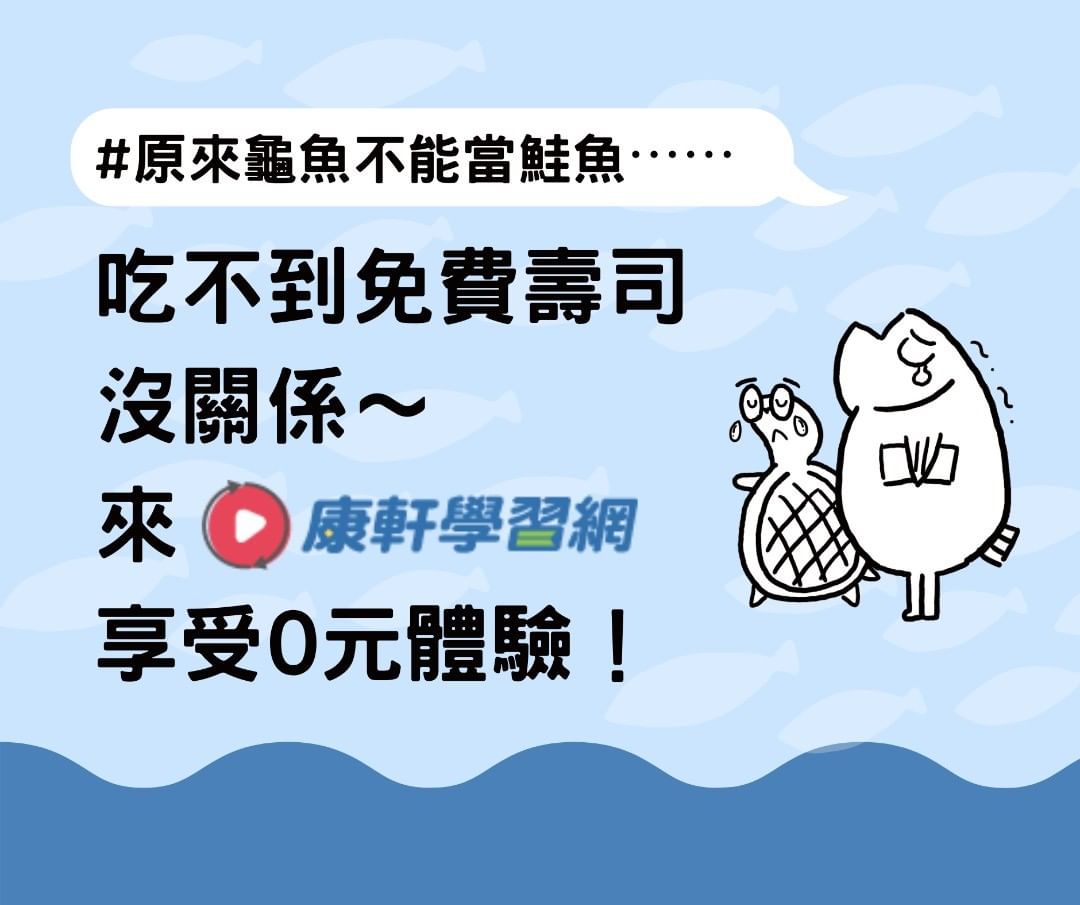 #原來龜魚不能當鮭魚⋯⋯
吃不到免費壽司
沒關係～
來 康軒學習網
享受0元體驗！